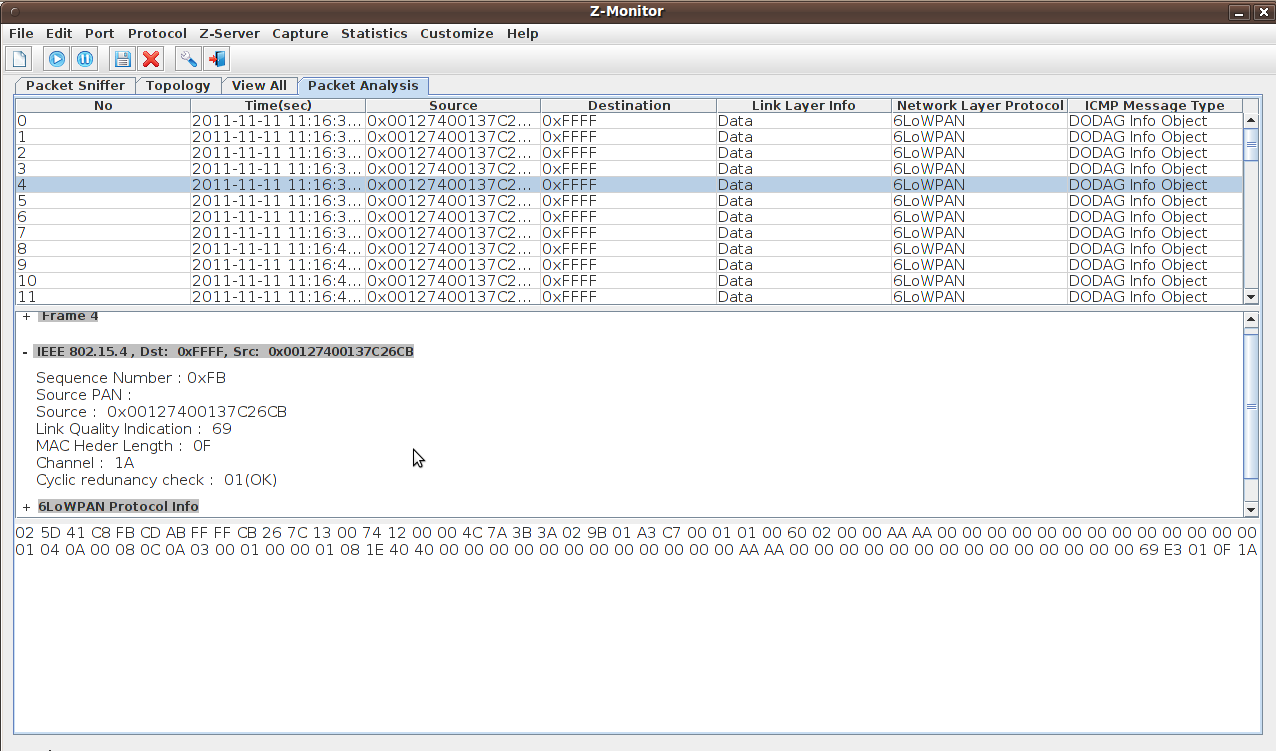 Z-Monitor
File Edit Port Protocol Z-Server Capture Statistics Customize Help
Packet Sniffer Topology View All Packet Analysis
No Time(sec) Source Destination Link Layer Info Network Layer Protocol ICMP Message Type
0 2011-11-11 11:16:3... 0x00127400137C2... 0xFFFF Data 6LoWPAN DODAG Info Object
1 2011-11-11 11:16:3... 0x00127400137C2... 0xFFFF Data 6LoWPAN DODAG Info Object
2 2011-11-11 11:16:3... 0x00127400137C2... 0xFFFF Data 6LoWPAN DODAG Info Object
3 2011-11-11 11:16:3... 0x00127400137C2... 0xFFFF Data 6LoWPAN DODAG Info Object
4 2011-11-11 11:16:3... 0x00127400137C2... 0xFFFF Data 6LoWPAN DODAG Info Object
5 2011-11-11 11:16:3... 0x00127400137C2... 0xFFFF Data 6LoWPAN DODAG Info Object
6 2011-11-11 11:16:3... 0x00127400137C2... 0xFFFF Data 6LoWPAN DODAG Info Object
7 2011-11-11 11:16:3... 0x00127400137C2... 0xFFFF Data 6LoWPAN DODAG Info Object
8 2011-11-11 11:16:4... 0x00127400137C2... 0xFFFF Data 6LoWPAN DODAG Info Object
9 2011-11-11 11:16:4... 0x00127400137C2... 0xFFFF Data 6LoWPAN DODAG Info Object
10 2011-11-11 11:16:4... 0x00127400137C2... 0xFFFF Data 6LoWPAN DODAG Info Object
11 2011-11-11 11:16:4... 0x00127400137C2... 0xFFFF Data 6LoWPAN DODAG Info Object
+ Frame 4
- IEEE 802.15.4 , Dst: 0xFFFF, Src: 0x00127400137C26CB
Sequence Number : 0xFB
Source PAN :
Source : 0x00127400137C26CB
Link Quality Indication : 69
MAC Heder Length : 0F
Channel : 1A
Cyclic redunancy check : 01(OK)
+ 6LoWPAN Protocol Info
02 5D 41 C8 FB CD AB FF FF CB 26 7C 13 00 74 12 00 00 4C 7A 3B 3A 02 9B 01 A3 C7 00 01 01 00 60 02 00 00 AA AA 00 00 00 00 00 00 00 00 00 00 00 00 00
01 04 0A 00 08 0C 0A 03 00 01 00 00 01 08 1E 40 40 00 00 00 00 00 00 00 00 00 00 00 00 AA AA 00 00 00 00 00 00 00 00 00 00 00 00 00 00 69 E3 01 0F 1A